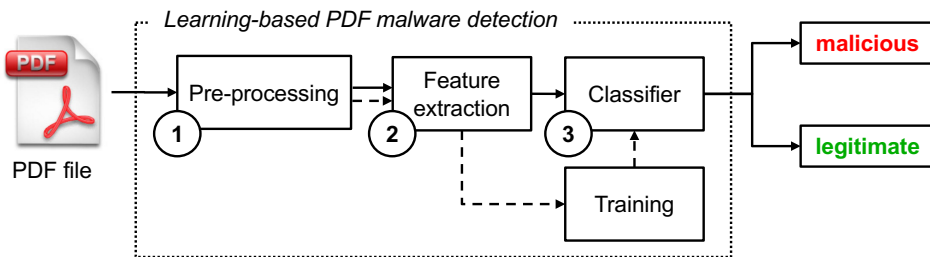 Learning-based PDF malware detection
PDF
PDF file
Pre-processing
1
Feature
extraction
2
Classifier
3
Training
malicious
legitimate